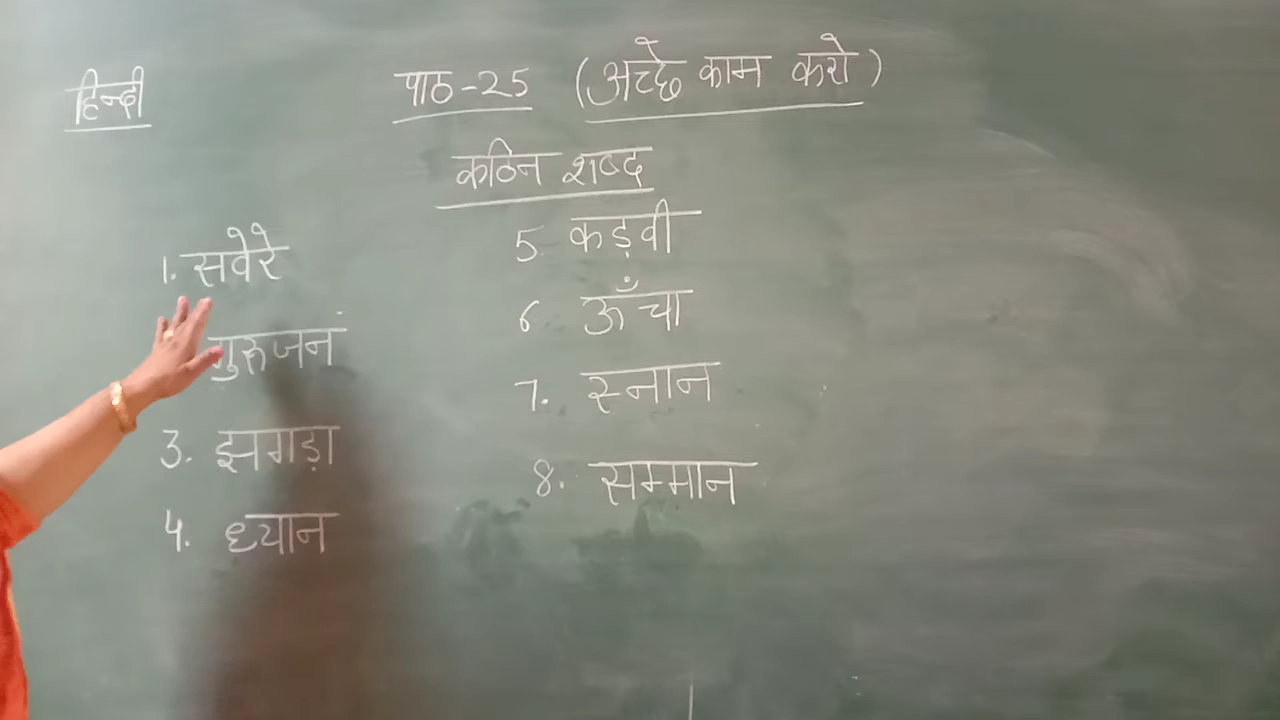 हिन्दी
पाठ-25 (अच्छे काम करो)
कठिन शब्द
1. सवेरे
गुरुजन
3. झगड़ा
4. ध्यान
5. कड़वी
6. ऊँचा
7. स्नान
8. सम्मान